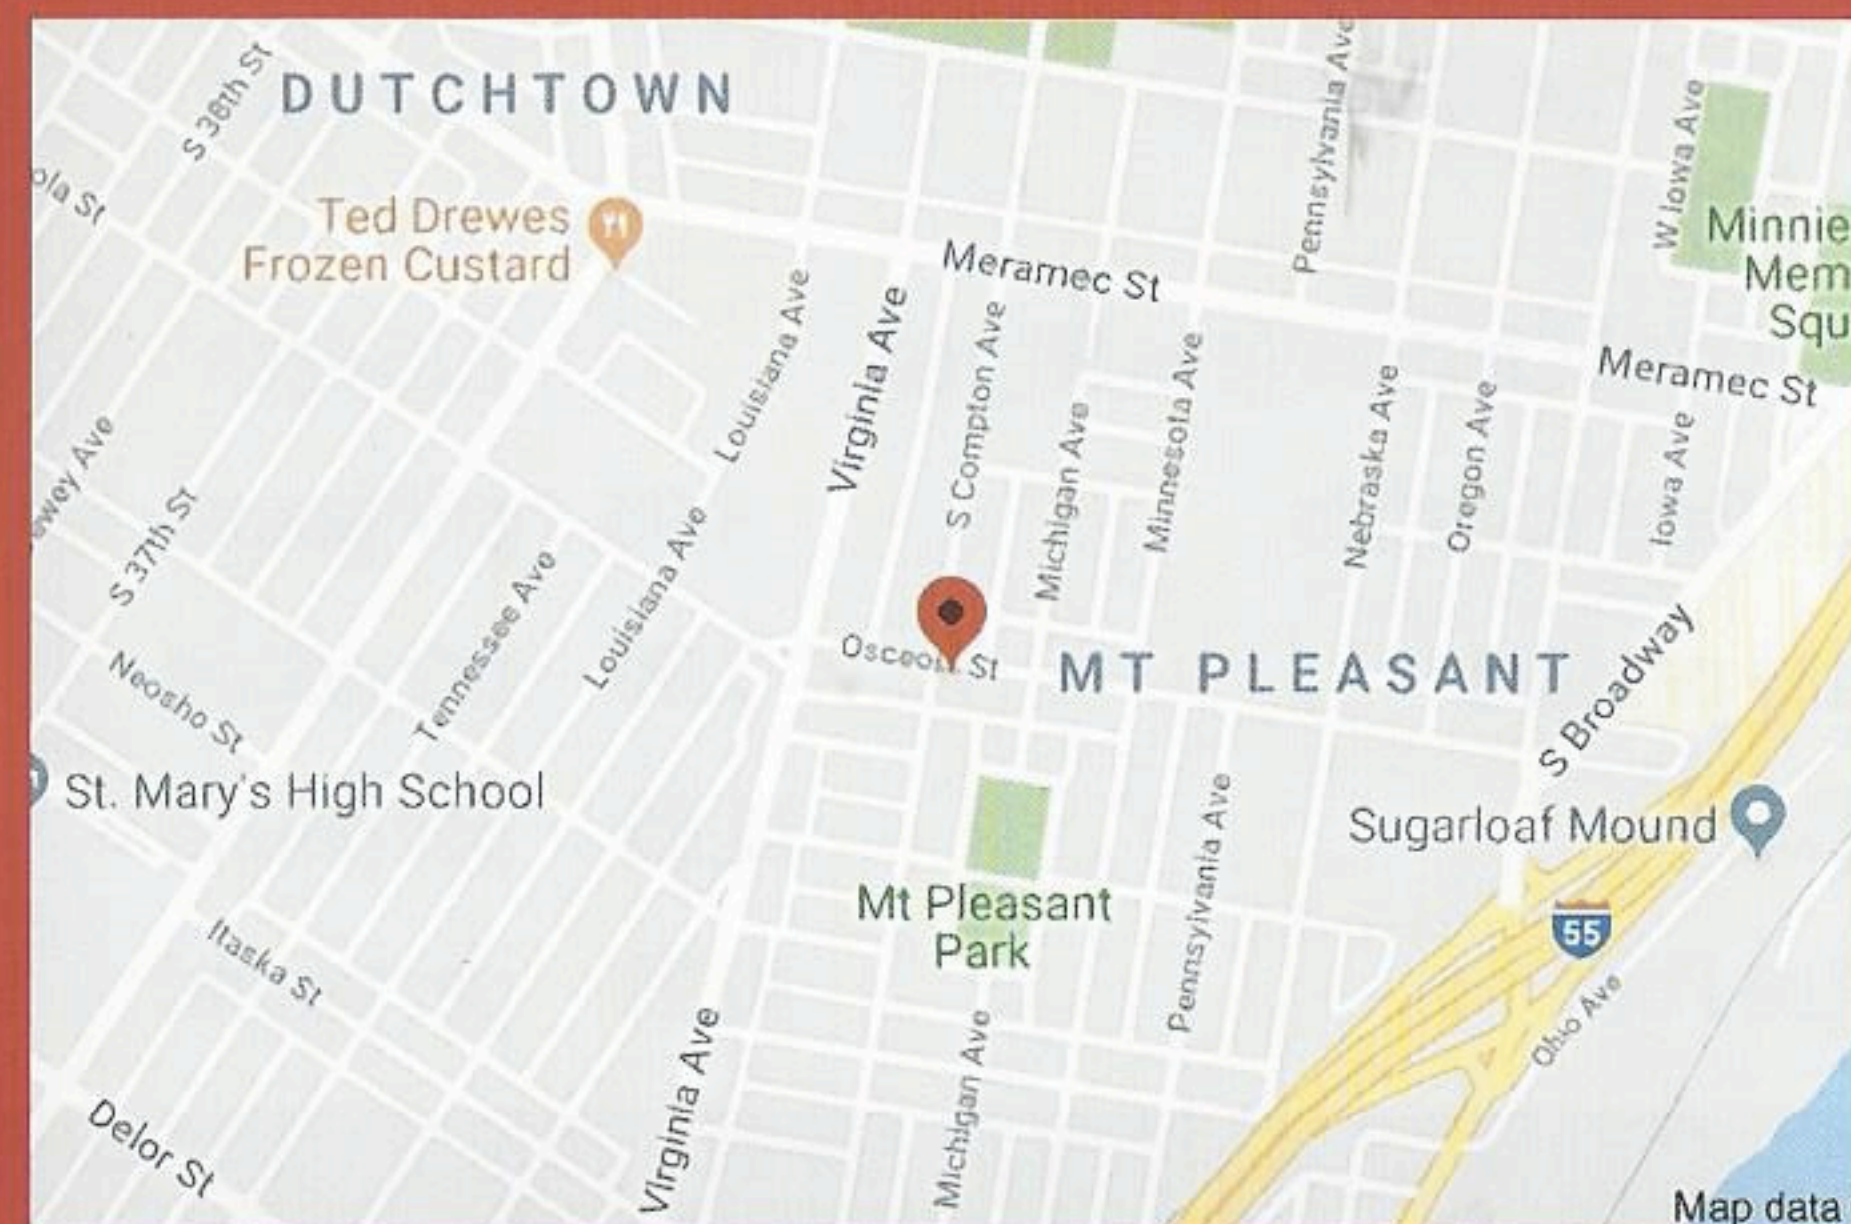 DUTCHTOWN
S 38th St
Pennsylvania Ave
W Iowa Ave
ola St
Ted Drewes
Frozen Custard
Minnie
Mem
Squ
Meramec St
Louisiana Ave
Virginia Ave
S Compton Ave
Michigan Ave
Minnesota Ave
Nebraska Ave
Oregon Ave
Iowa Ave
Meramec St
ewey Ave
S 37th St
Tennessee Ave
Louisiana Ave
St
MT PLEASANT
S Broadway
Neosho St
St. Mary's High School
Sugarloaf Mound
Pennsylvania Ave
Mt Pleasant
Park
55
Itaska St
Ohio Ave
Virginia Ave
Michigan Ave
Delor St
Map data